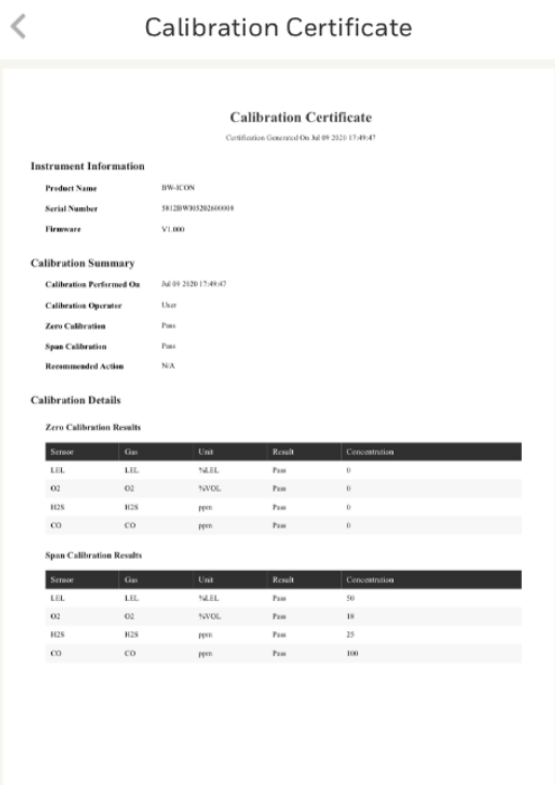 Calibration Certificate
Calibration Certificate
Certification Generated On Jul 09 2020 17:49:47
Instrument Information
Product Name BW-ICON
Serial Number
Firmware V1.000
Calibration Summary
Calibration Performed On Jul 09 2020 17:49:47
Calibration Operator User
Zero Calibration Pass
Span Calibration Pass
Recommended Action N/A
Calibration Details
Zero Calibration Results
Sensor Gas Unit Result Concentration
LEL LEL %LEL Pass 0
O2 O2 %VOL Pass 0
H2S H2S ppm Pass 0
CO CO ppm Pass 0
Span Calibration Results
Sensor Gas Unit Result Concentration
LEL LEL %LEL Pass 50
O2 O2 %VOL Pass 18
H2S H2S ppm Pass 25
CO CO ppm Pass 100